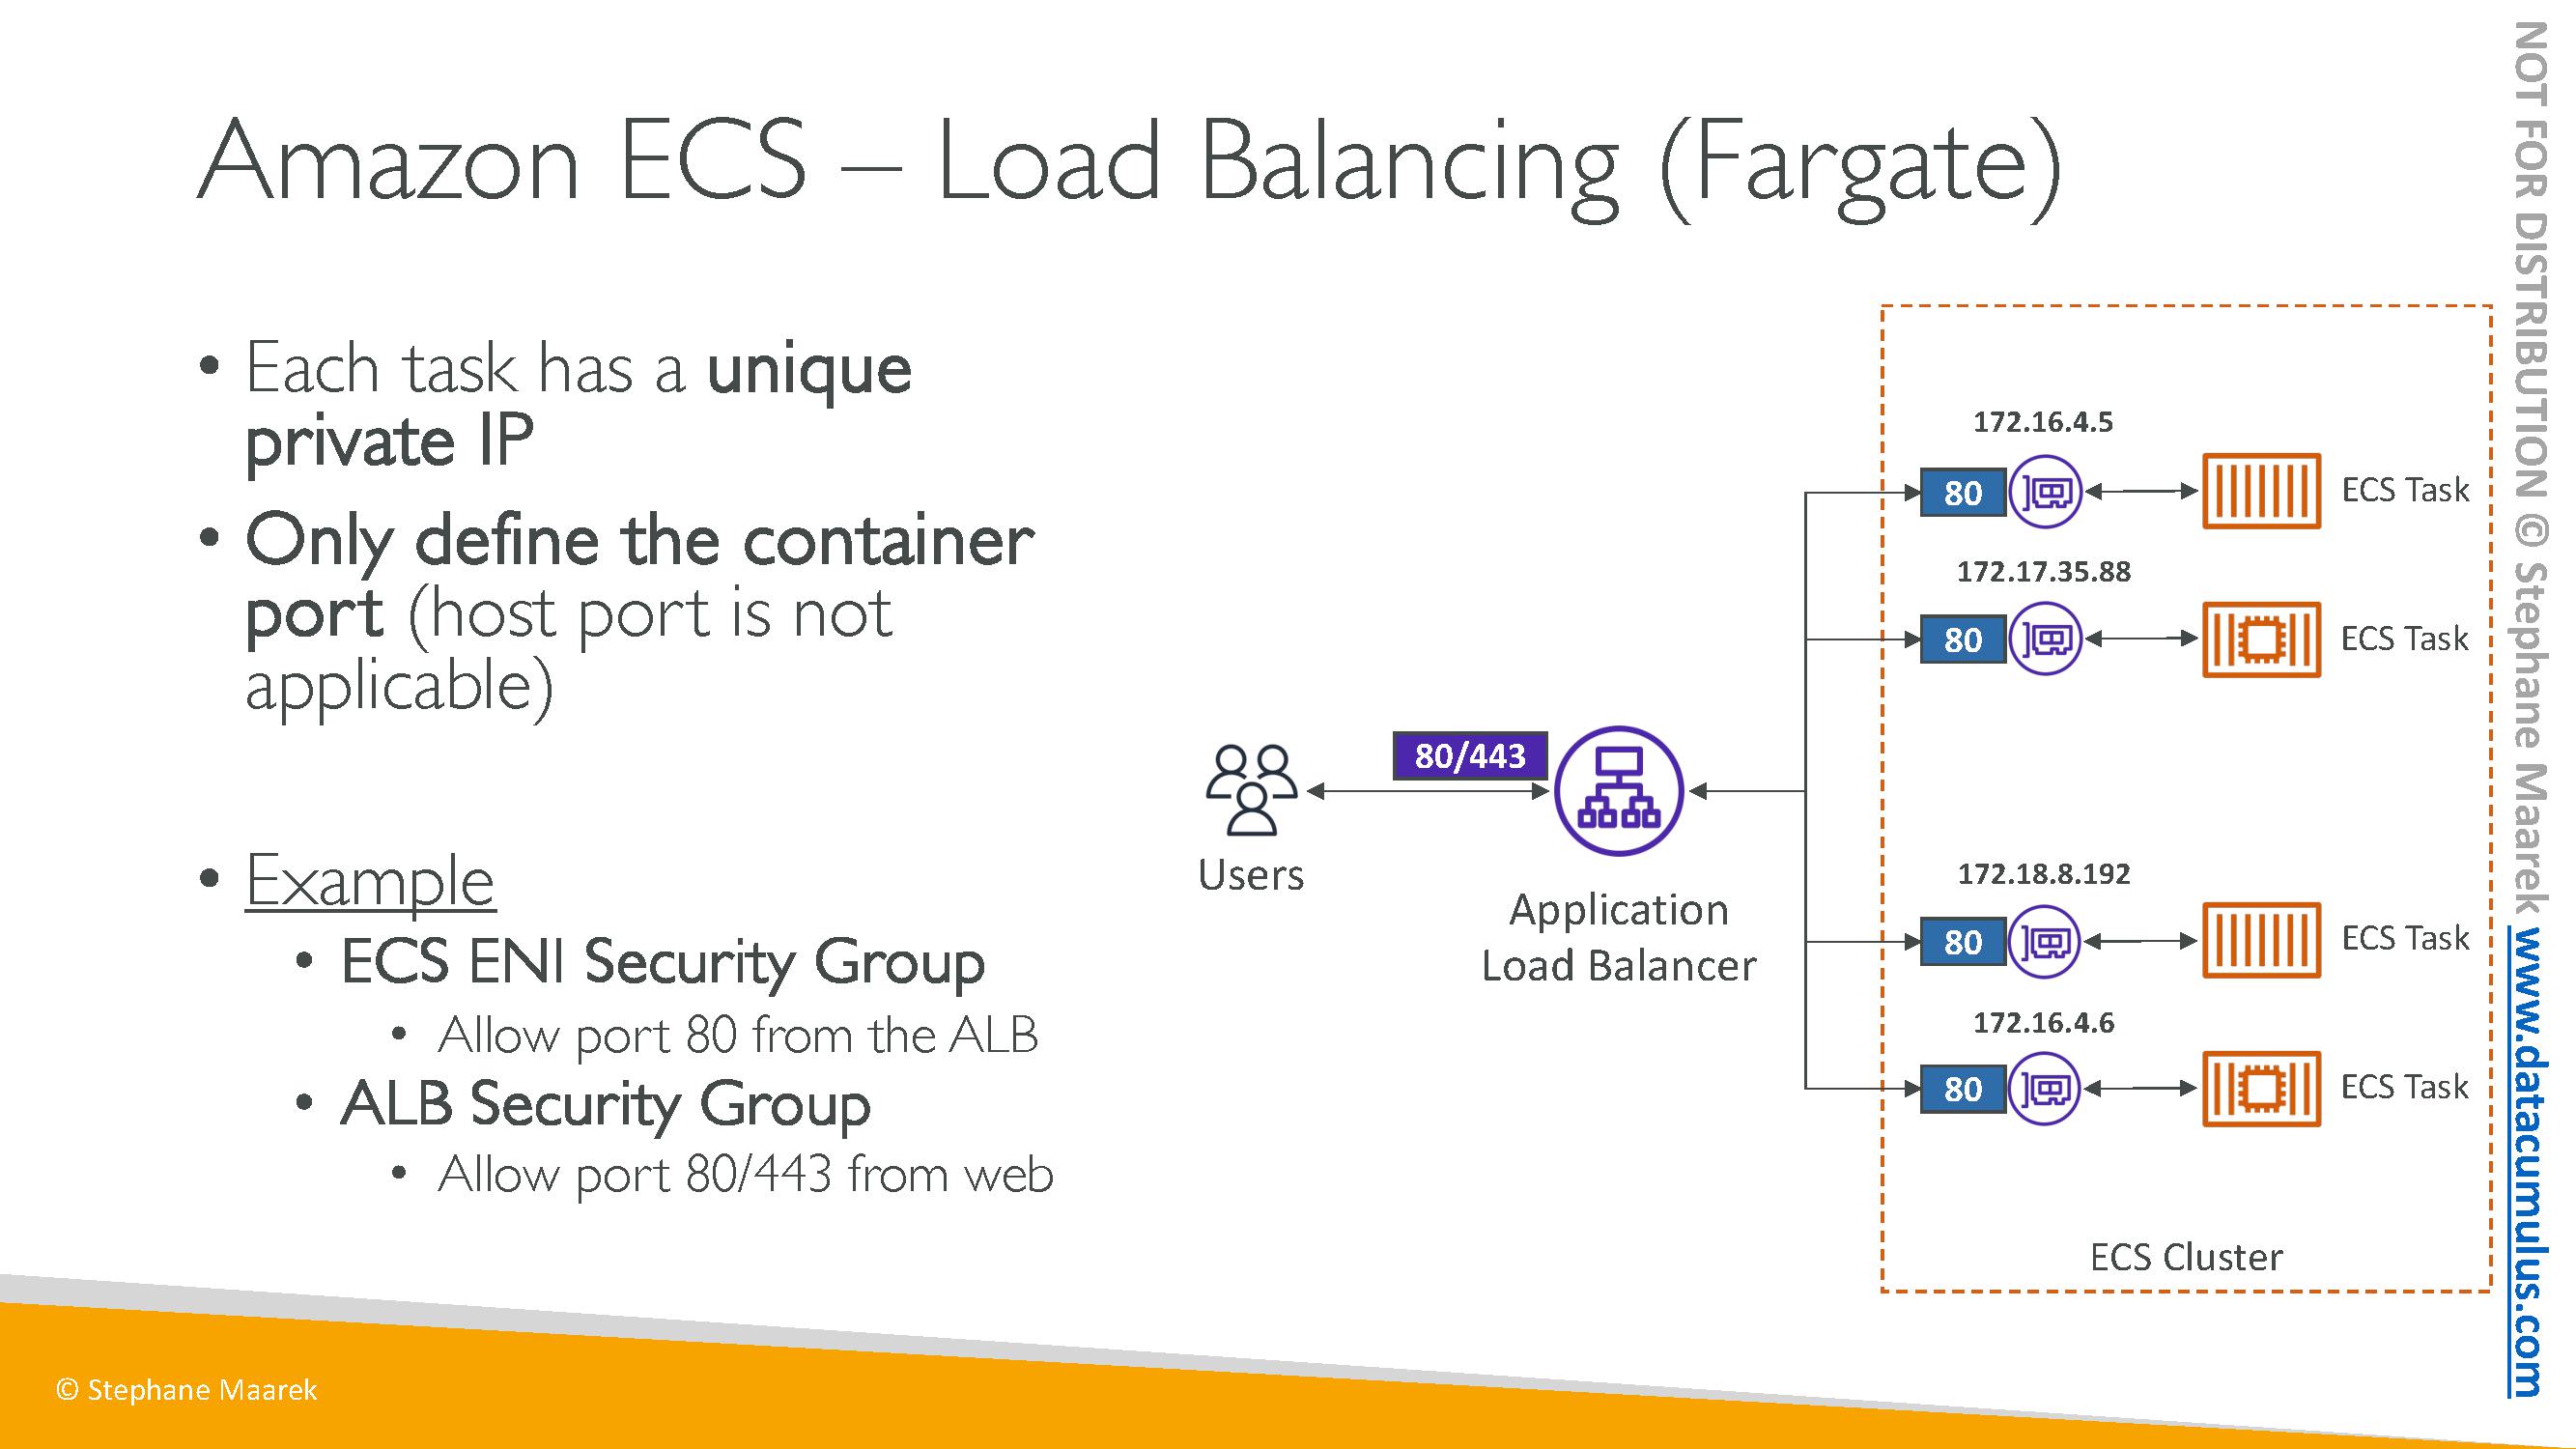 Amazon ECS – Load Balancing (Fargate)
• Each task has a unique
private IP
• Only define the container
port (host port is not
applicable)
• Example
• ECS ENI Security Group
• Allow port 80 from the ALB
• ALB Security Group
• Allow port 80/443 from web
Users
80/443
Application
Load Balancer
172.16.4.5
80
ECS Task
172.17.35.88
80
ECS Task
172.18.8.192
80
ECS Task
172.16.4.6
80
ECS Task
ECS Cluster
© Stephane Maarek
NOT FOR DISTRIBUTION © Stephane Maarek www.datacumulus.com